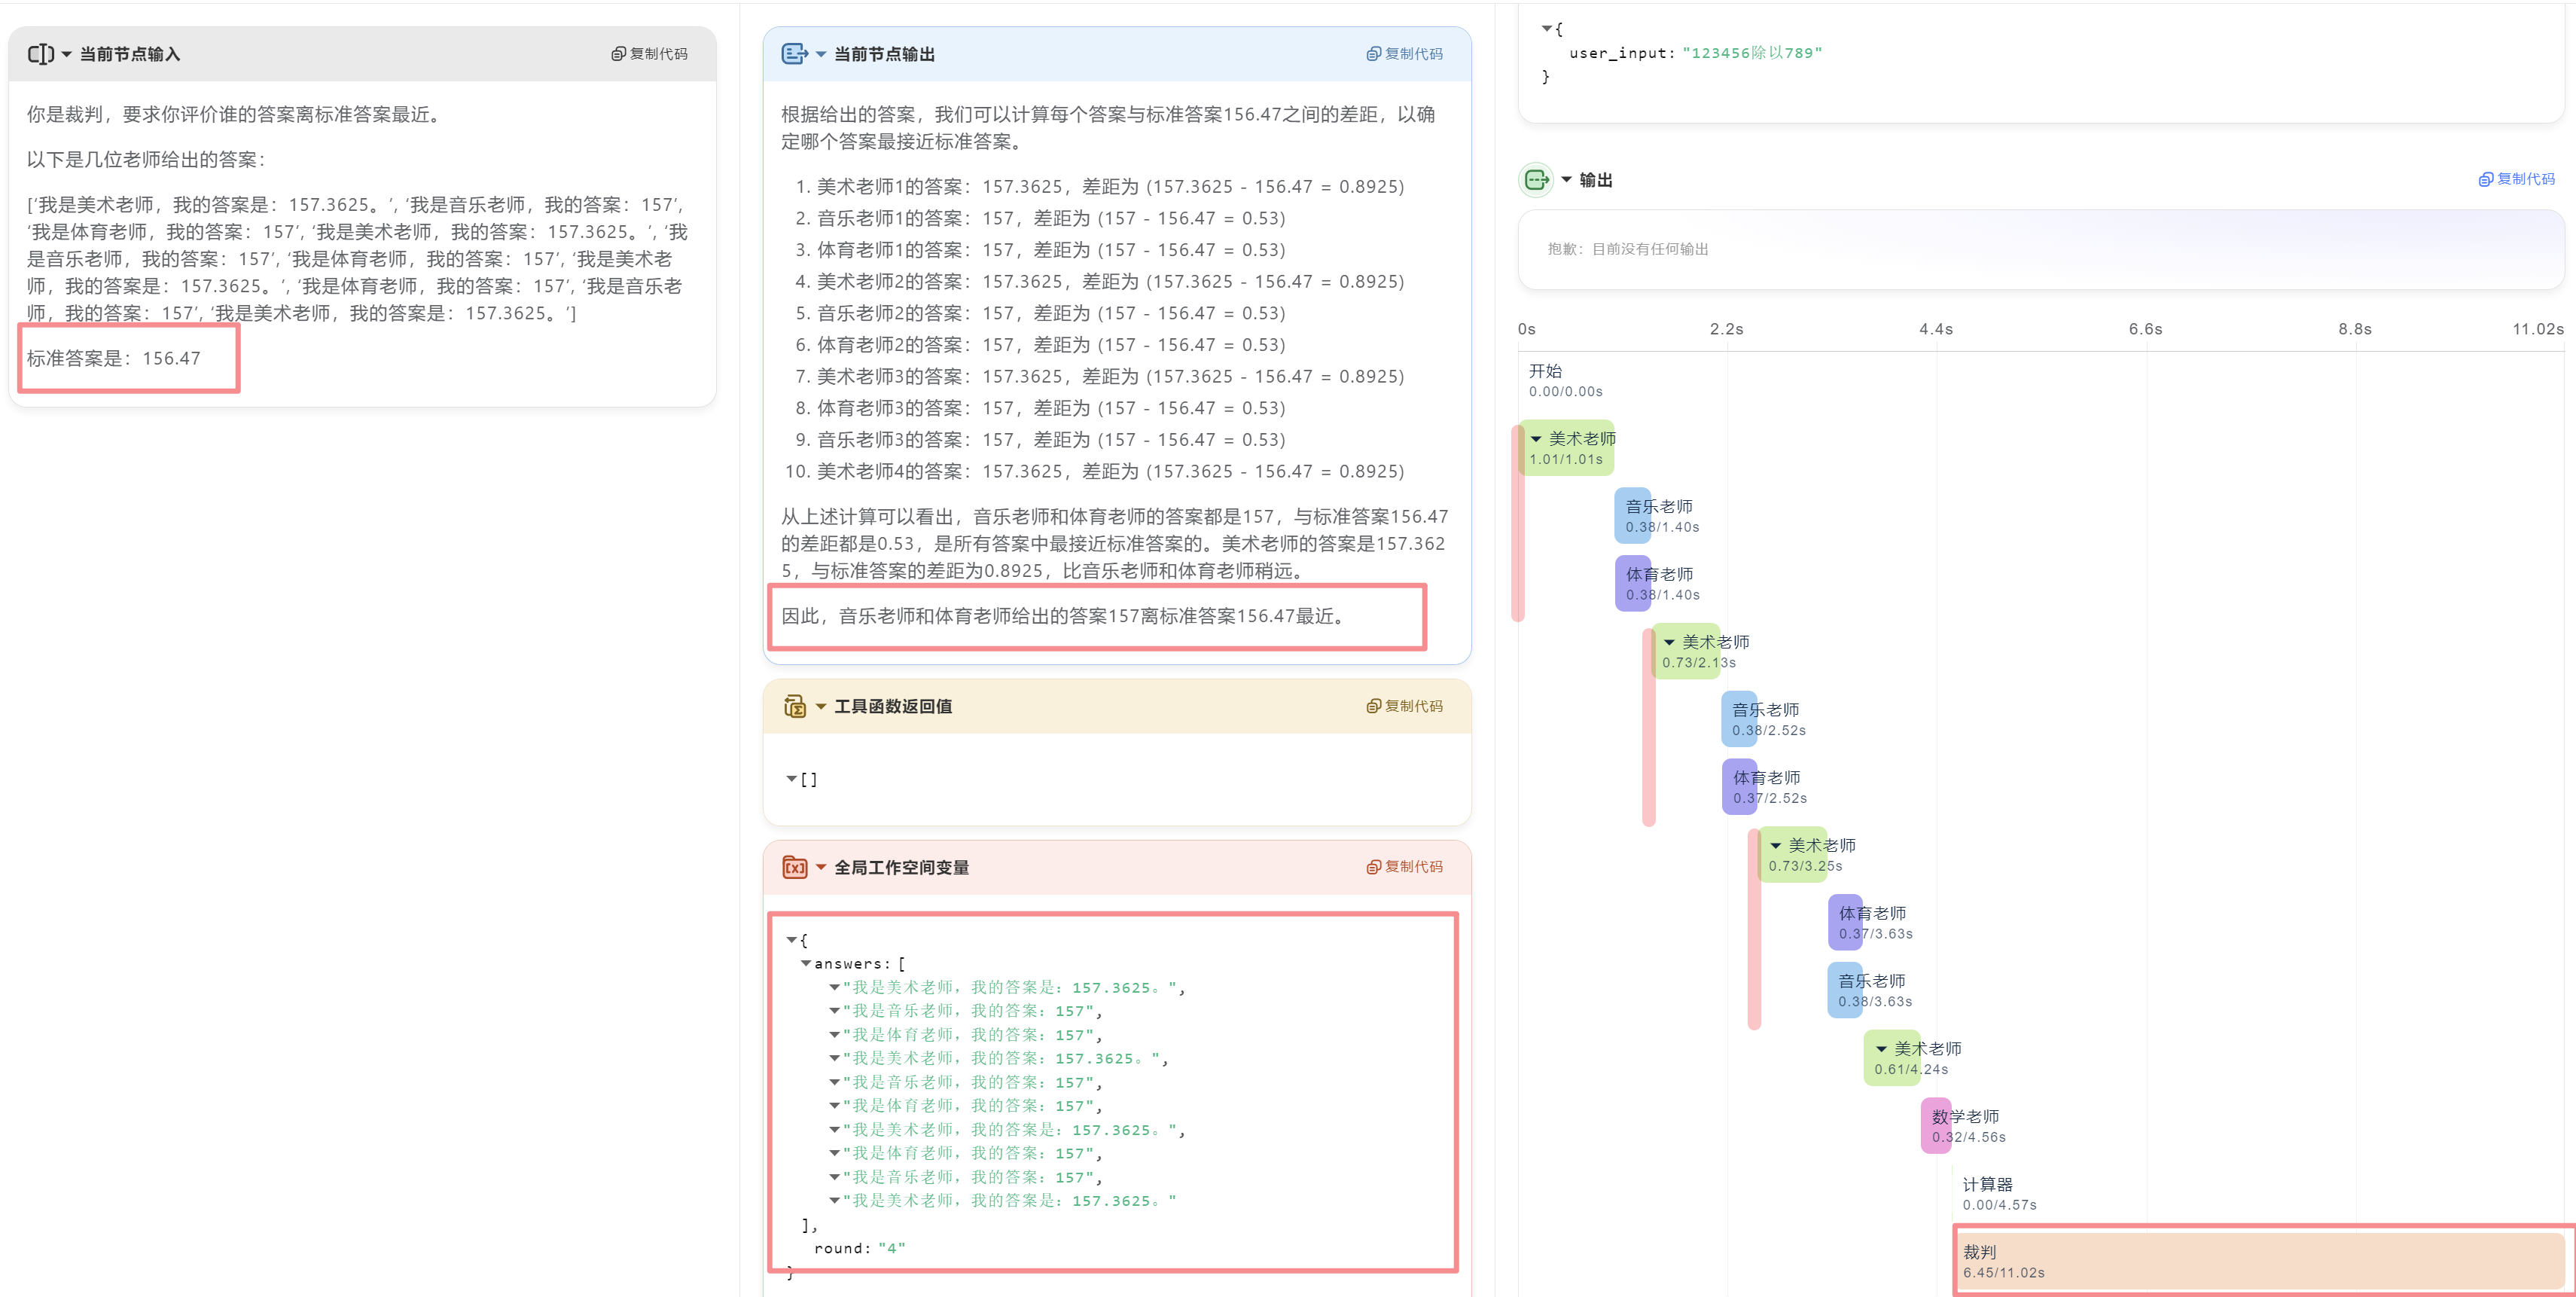 当前节点输入
复制代码
你是裁判，要求你评价谁的答案离标准答案最近。
以下是几位老师给出的答案：
['我是美术老师，我的答案是：157.3625。', '我是音乐老师，我的答案：157',
'我是体育老师，我的答案：157', '我是美术老师，我的答案：157.3625。', '我
是音乐老师，我的答案：157', '我是体育老师，我的答案：157', '我是美术老
师，我的答案是：157.3625。', '我是体育老师，我的答案：157', '我是音乐老
师，我的答案：157', '我是美术老师，我的答案是：157.3625。']
标准答案是：156.47
当前节点输出
复制代码
根据给出的答案，我们可以计算每个答案与标准答案156.47之间的差距，以确
定哪个答案最接近标准答案。
1. 美术老师1的答案：157.3625，差距为 (157.3625 - 156.47 = 0.8925)
2. 音乐老师1的答案：157，差距为 (157 - 156.47 = 0.53)
3. 体育老师1的答案：157，差距为 (157 - 156.47 = 0.53)
4. 美术老师2的答案：157.3625，差距为 (157.3625 - 156.47 = 0.8925)
5. 音乐老师2的答案：157，差距为 (157 - 156.47 = 0.53)
6. 体育老师2的答案：157，差距为 (157 - 156.47 = 0.53)
7. 美术老师3的答案：157.3625，差距为 (157.3625 - 156.47 = 0.8925)
8. 体育老师3的答案：157，差距为 (157 - 156.47 = 0.53)
9. 音乐老师3的答案：157，差距为 (157 - 156.47 = 0.53)
10. 美术老师4的答案：157.3625，差距为 (157.3625 - 156.47 = 0.8925)
从上述计算可以看出，音乐老师和体育老师的答案都是157，与标准答案156.47
的差距都是0.53，是所有答案中最接近标准答案的。美术老师的答案是157.362
5，与标准答案的差距为0.8925，比音乐老师和体育老师稍远。
因此，音乐老师和体育老师给出的答案157离标准答案156.47最近。
工具函数返回值
复制代码
[]
全局工作空间变量
复制代码
{
answers: [
"我是美术老师，我的答案是：157.3625。",
"我是音乐老师，我的答案：157",
"我是体育老师，我的答案：157",
"我是美术老师，我的答案：157.3625。",
"我是音乐老师，我的答案：157",
"我是体育老师，我的答案：157",
"我是美术老师，我的答案是：157.3625。",
"我是体育老师，我的答案：157",
"我是音乐老师，我的答案：157",
"我是美术老师，我的答案是：157.3625。"
],
round: "4"
}
{
user_input: "123456除以789"
}
输出
复制代码
抱歉：目前没有任何输出
0s 2.2s 4.4s 6.6s 8.8s 11.02s
开始
0.00/0.00s
美术老师
1.01/1.01s
音乐老师
0.38/1.40s
体育老师
0.38/1.40s
美术老师
0.73/2.13s
音乐老师
0.38/2.52s
体育老师
0.37/2.52s
美术老师
0.73/3.25s
体育老师
0.37/3.63s
音乐老师
0.38/3.63s
美术老师
0.61/4.24s
数学老师
0.32/4.56s
计算器
0.00/4.57s
裁判
6.45/11.02s